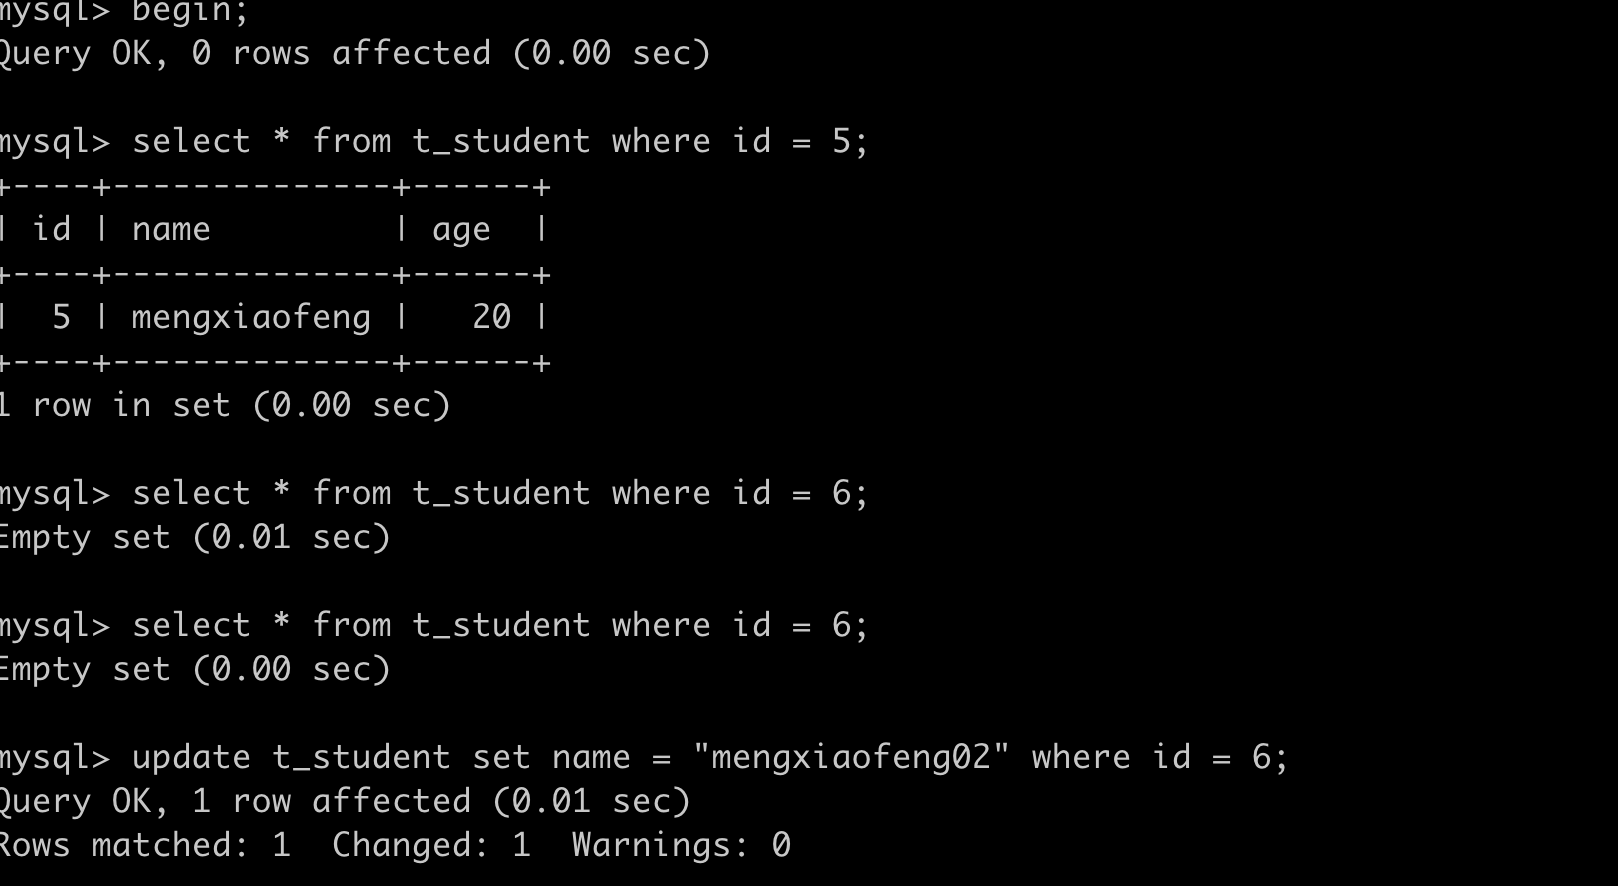 mysql> begin;
Query OK, 0 rows affected (0.00 sec)
mysql> select * from t_student where id = 5;
+----+--------------+------+
| id | name         | age  |
+----+--------------+------+
|  5 | mengxiaofeng |   20 |
+----+--------------+------+
1 row in set (0.00 sec)
mysql> select * from t_student where id = 6;
Empty set (0.01 sec)
mysql> select * from t_student where id = 6;
Empty set (0.00 sec)
mysql> update t_student set name = "mengxiaofeng02" where id = 6;
Query OK, 1 row affected (0.01 sec)
Rows matched: 1  Changed: 1  Warnings: 0